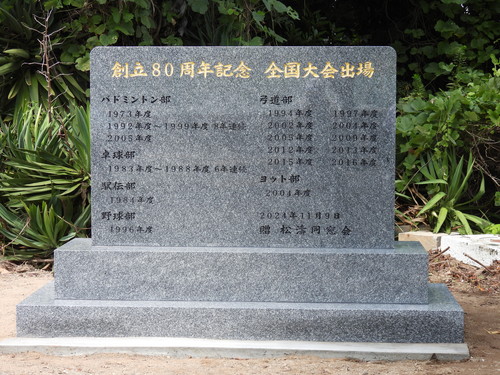 創立80周年記念 全国大会出場
バドミントン部
1973年度
1992年度～1999年度 8年連続
2005年度
卓球部
1983年度～1988年度 6年連続
駅伝部
1984年度
野球部
1996年度
弓道部
1994年度 1997年度
2002年度 2004年度
2005年度
2012年度 2013年度
2015年度 2016年度
ヨット部
2004年度
2024年11月9日
贈 松濤同窓会